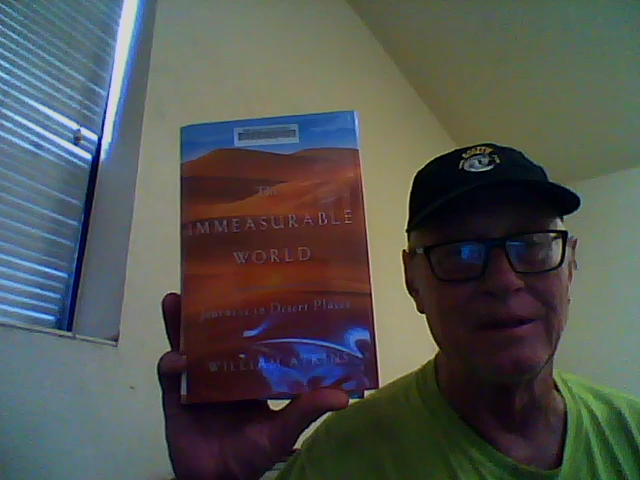 The
IMMEASURABLE
WORLD
Journeys in Desert Places
WILLIAM ATKINS